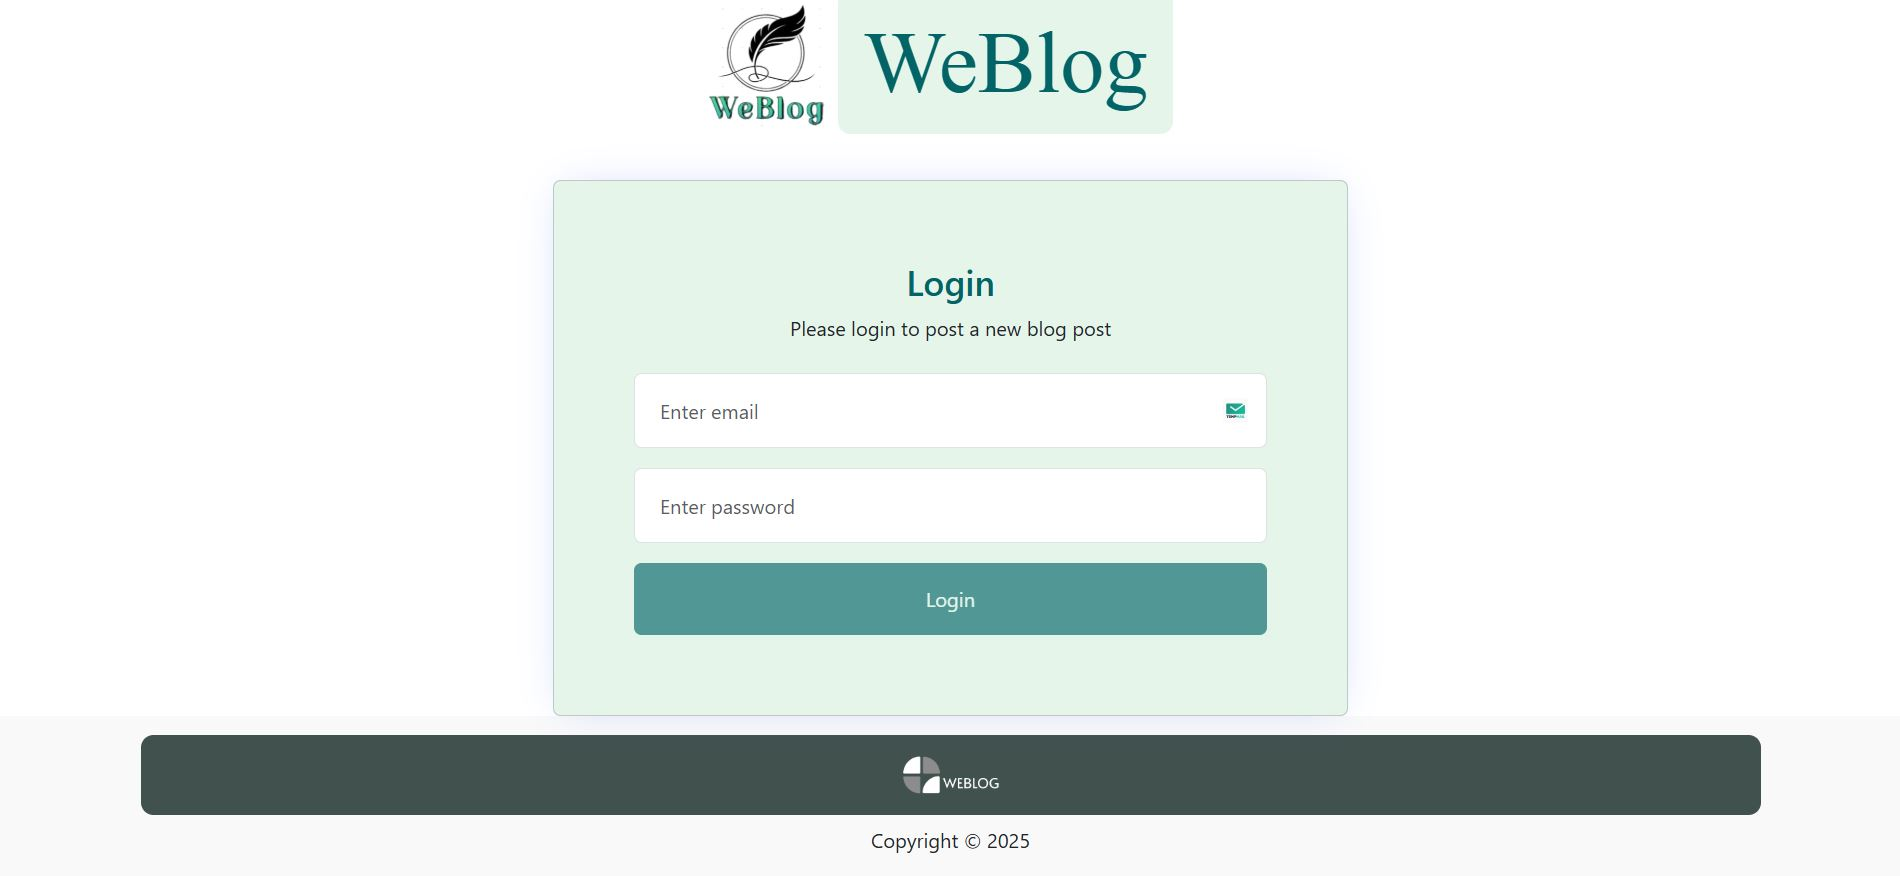 WeBlog
WeBlog
Login
Please login to post a new blog post
Enter email
Enter password
Login
WEBLOG
Copyright © 2025